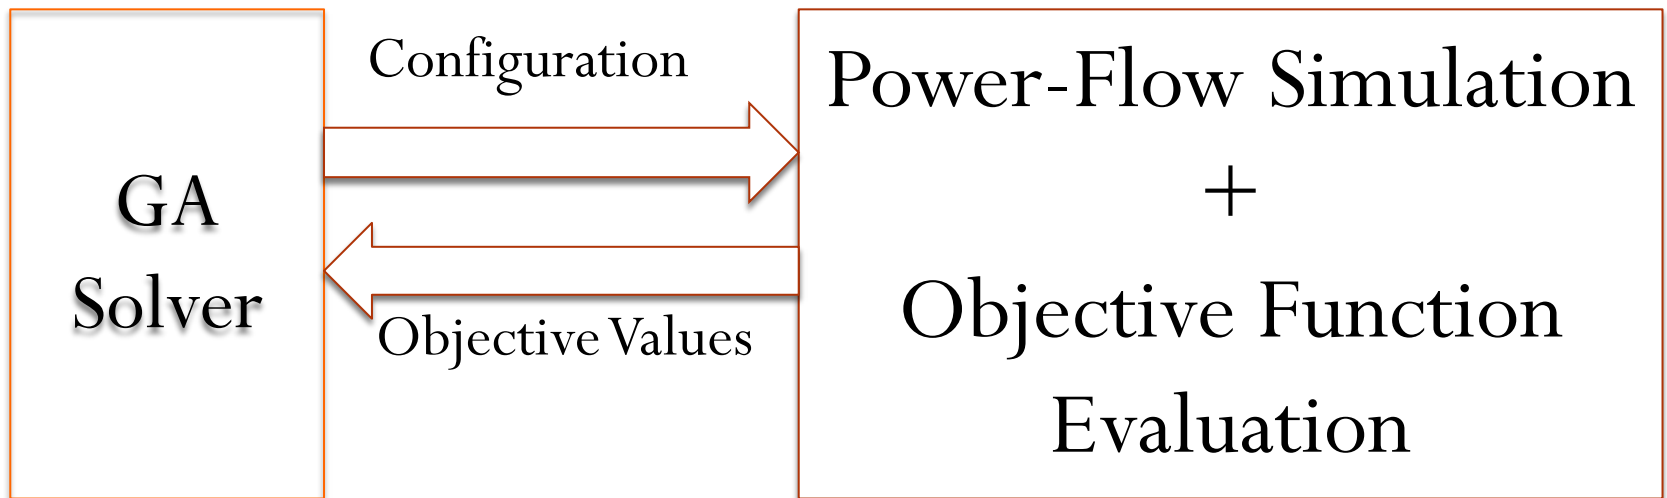 GA
Solver
Configuration
Objective Values
Power-Flow Simulation
+
Objective Function
Evaluation